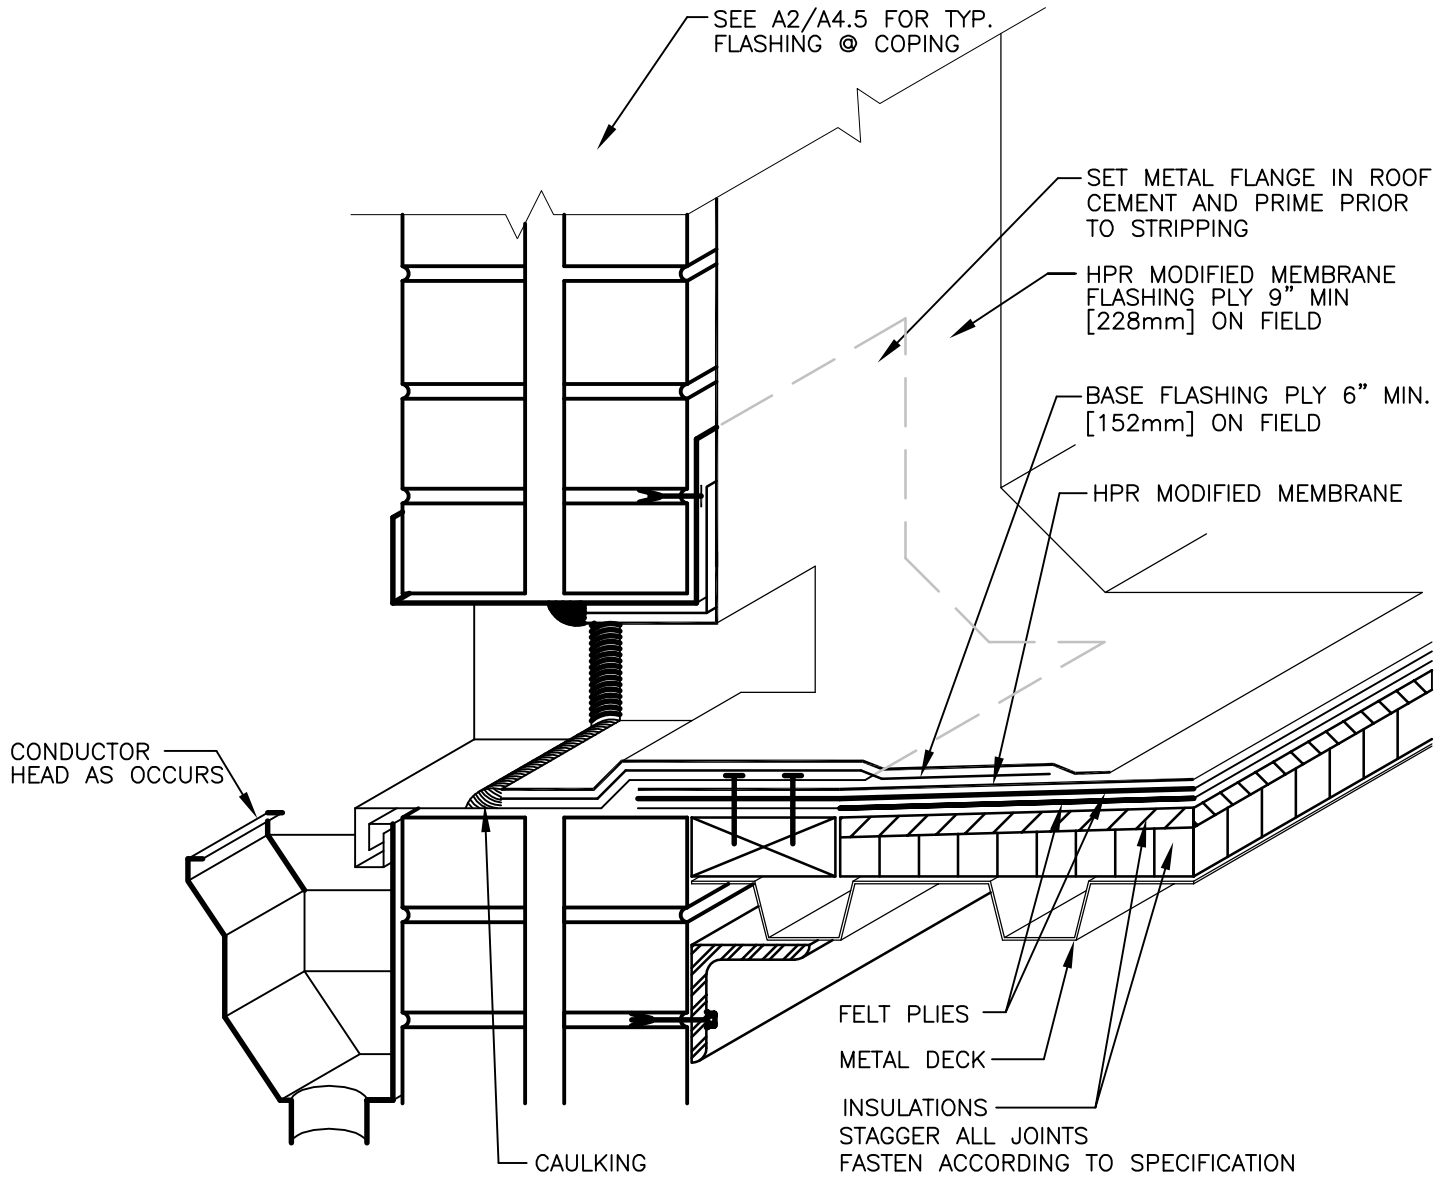 SEE A2/A4.5 FOR TYP.
FLASHING @ COPING
SET METAL FLANGE IN ROOF
CEMENT AND PRIME PRIOR
TO STRIPPING
HPR MODIFIED MEMBRANE
FLASHING PLY 9" MIN
[228mm] ON FIELD
BASE FLASHING PLY 6" MIN.
[152mm] ON FIELD
HPR MODIFIED MEMBRANE
CONDUCTOR
HEAD AS OCCURS
FELT PLIES
METAL DECK
INSULATIONS
STAGGER ALL JOINTS
FASTEN ACCORDING TO SPECIFICATION
CAULKING